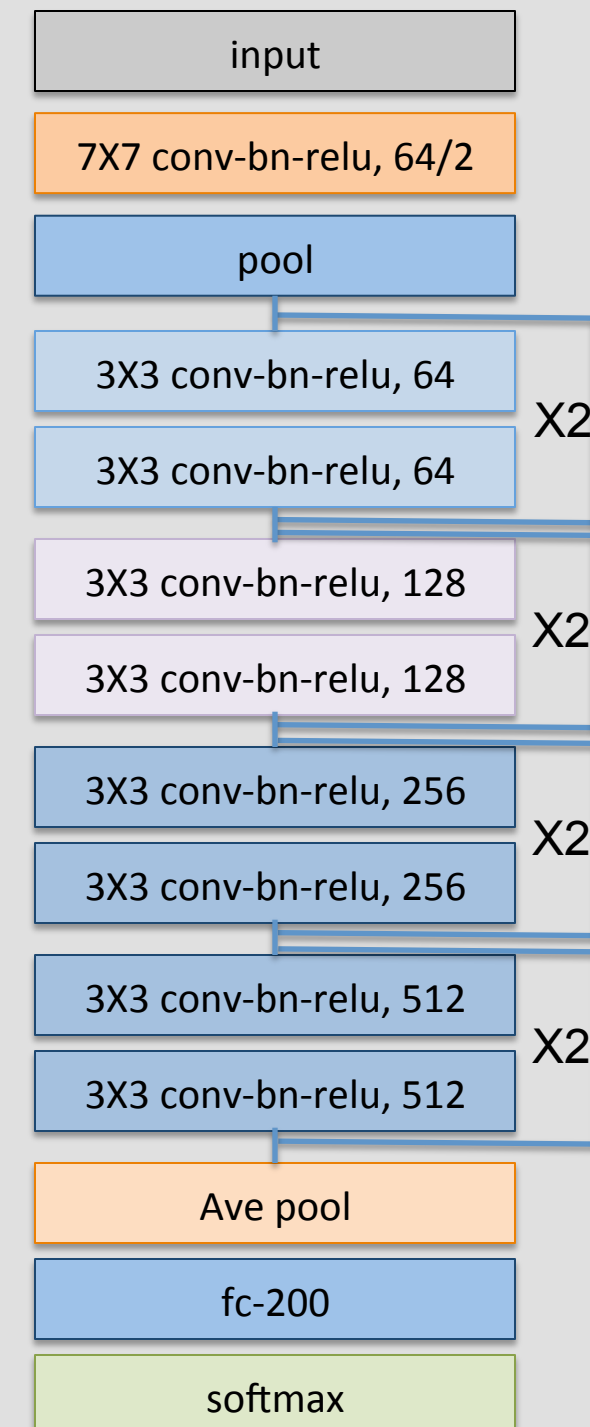 input
7X7 conv-bn-relu, 64/2
pool
3X3 conv-bn-relu, 64
X2
3X3 conv-bn-relu, 64
3X3 conv-bn-relu, 128
X2
3X3 conv-bn-relu, 128
3X3 conv-bn-relu, 256
X2
3X3 conv-bn-relu, 256
3X3 conv-bn-relu, 512
X2
3X3 conv-bn-relu, 512
Ave pool
fc-200
softmax